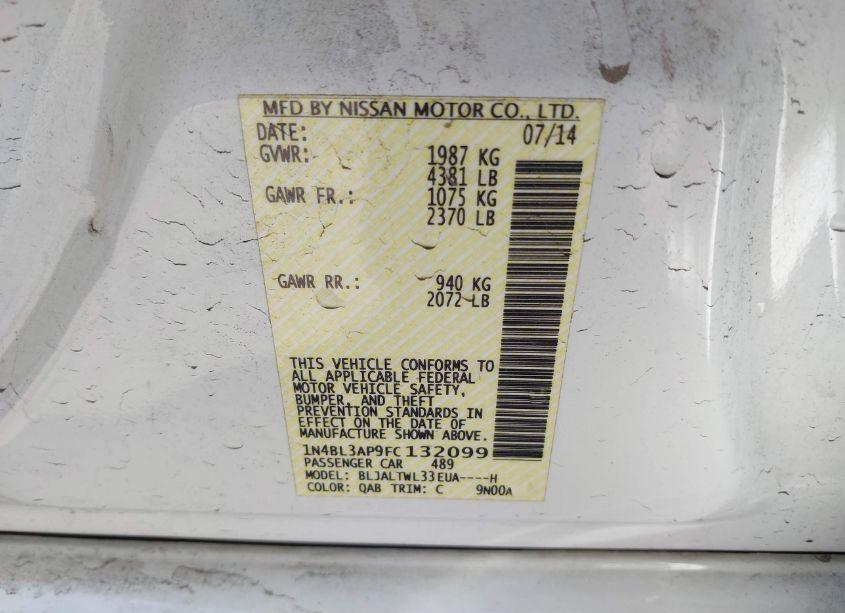 MFD BY NISSAN MOTOR CO., LTD.
DATE: 07/14
GVWR: 1987 KG
4381 LB
GAWR FR.: 1075 KG
2370 LB
GAWR RR.: 940 KG
2072 LB
THIS VEHICLE CONFORMS TO
ALL APPLICABLE FEDERAL
MOTOR VEHICLE SAFETY,
BUMPER, AND THEFT
PREVENTION STANDARDS IN
EFFECT ON THE DATE OF
MANUFACTURE SHOWN ABOVE.
1N4BL3AP9FC132099
PASSENGER CAR 489
MODEL: BLJALTWL33EUA----H
COLOR: QAB TRIM: C 9N00A